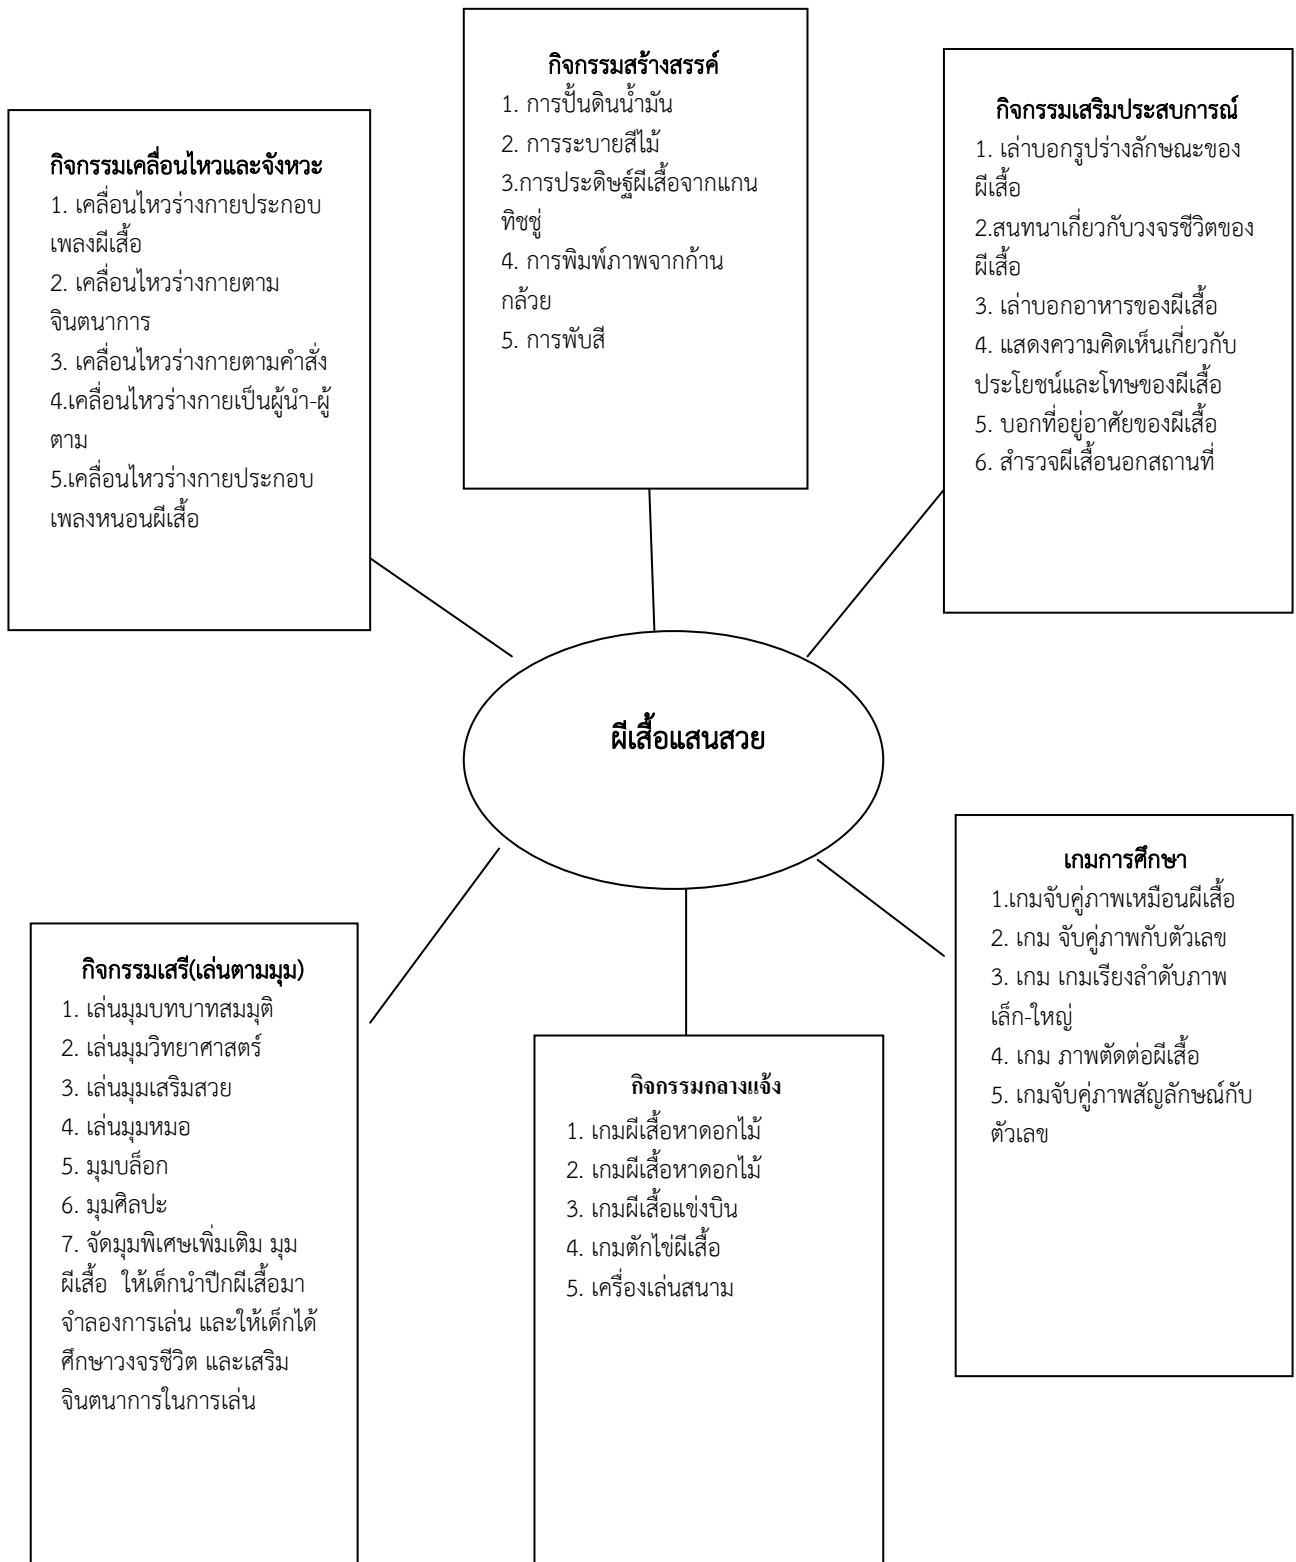 กิจกรรมเคลื่อนไหวและจังหวะ
1. เคลื่อนไหวร่างกายประกอบ
เพลงผีเสื้อ
2. เคลื่อนไหวร่างกายตาม
จินตนาการ
3. เคลื่อนไหวร่างกายตามคำสั่ง
4.เคลื่อนไหวร่างกายเป็นผู้นำ-ผู้
ตาม
5.เคลื่อนไหวร่างกายประกอบ
เพลงหนอนผีเสื้อ
กิจกรรมสร้างสรรค์
1. การปั้นดินน้ำมัน
2. การระบายสีไม้
3.การประดิษฐ์ผีเสื้อจากแกน
ทิชชู่
4. การพิมพ์ภาพจากก้าน
กล้วย
5. การพับสี
กิจกรรมเสริมประสบการณ์
1. เล่าบอกรูปร่างลักษณะของ
ผีเสื้อ
2.สนทนาเกี่ยวกับวงจรชีวิตของ
ผีเสื้อ
3. เล่าบอกอาหารของผีเสื้อ
4. แสดงความคิดเห็นเกี่ยวกับ
ประโยชน์และโทษของผีเสื้อ
5. บอกที่อยู่อาศัยของผีเสื้อ
6. สำรวจผีเสื้อนอกสถานที่
ผีเสื้อแสนสวย
กิจกรรมเสรี(เล่นตามมุม)
1. เล่นมุมบทบาทสมมุติ
2. เล่นมุมวิทยาศาสตร์
3. เล่นมุมเสริมสวย
4. เล่นมุมหมอ
5. มุมบล็อก
6. มุมศิลปะ
7. จัดมุมพิเศษเพิ่มเติม มุม
ผีเสื้อ ให้เด็กนำปีกผีเสื้อมา
จำลองการเล่น และให้เด็กได้
ศึกษาวงจรชีวิต และเสริม
จินตนาการในการเล่น
กิจกรรมกลางแจ้ง
1. เกมผีเสื้อหาดอกไม้
2. เกมผีเสื้อหาดอกไม้
3. เกมผีเสื้อแข่งบิน
4. เกมตักไข่ผีเสื้อ
5. เครื่องเล่นสนาม
เกมการศึกษา
1.เกมจับคู่ภาพเหมือนผีเสื้อ
2. เกม จับคู่ภาพกับตัวเลข
3. เกม เกมเรียงลำดับภาพ
เล็ก-ใหญ่
4. เกม ภาพตัดต่อผีเสื้อ
5. เกมจับคู่ภาพสัญลักษณ์กับ
ตัวเลข